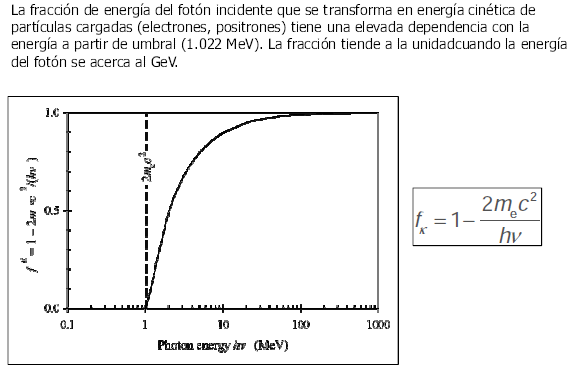 La fracción de energía del fotón incidente que se transforma en energía cinética de
partículas cargadas (electrones, positrones) tiene una elevada dependencia con la
energía a partir de umbral (1.022 MeV). La fracción tiende a la unidadcuando la energía
del fotón se acerca al GeV.
1.0
0.5
0.0
2mₑc²
0.1 1 10 100 1000
Photon energy hν (MeV)
fκ = 1− 2mₑc² / hν